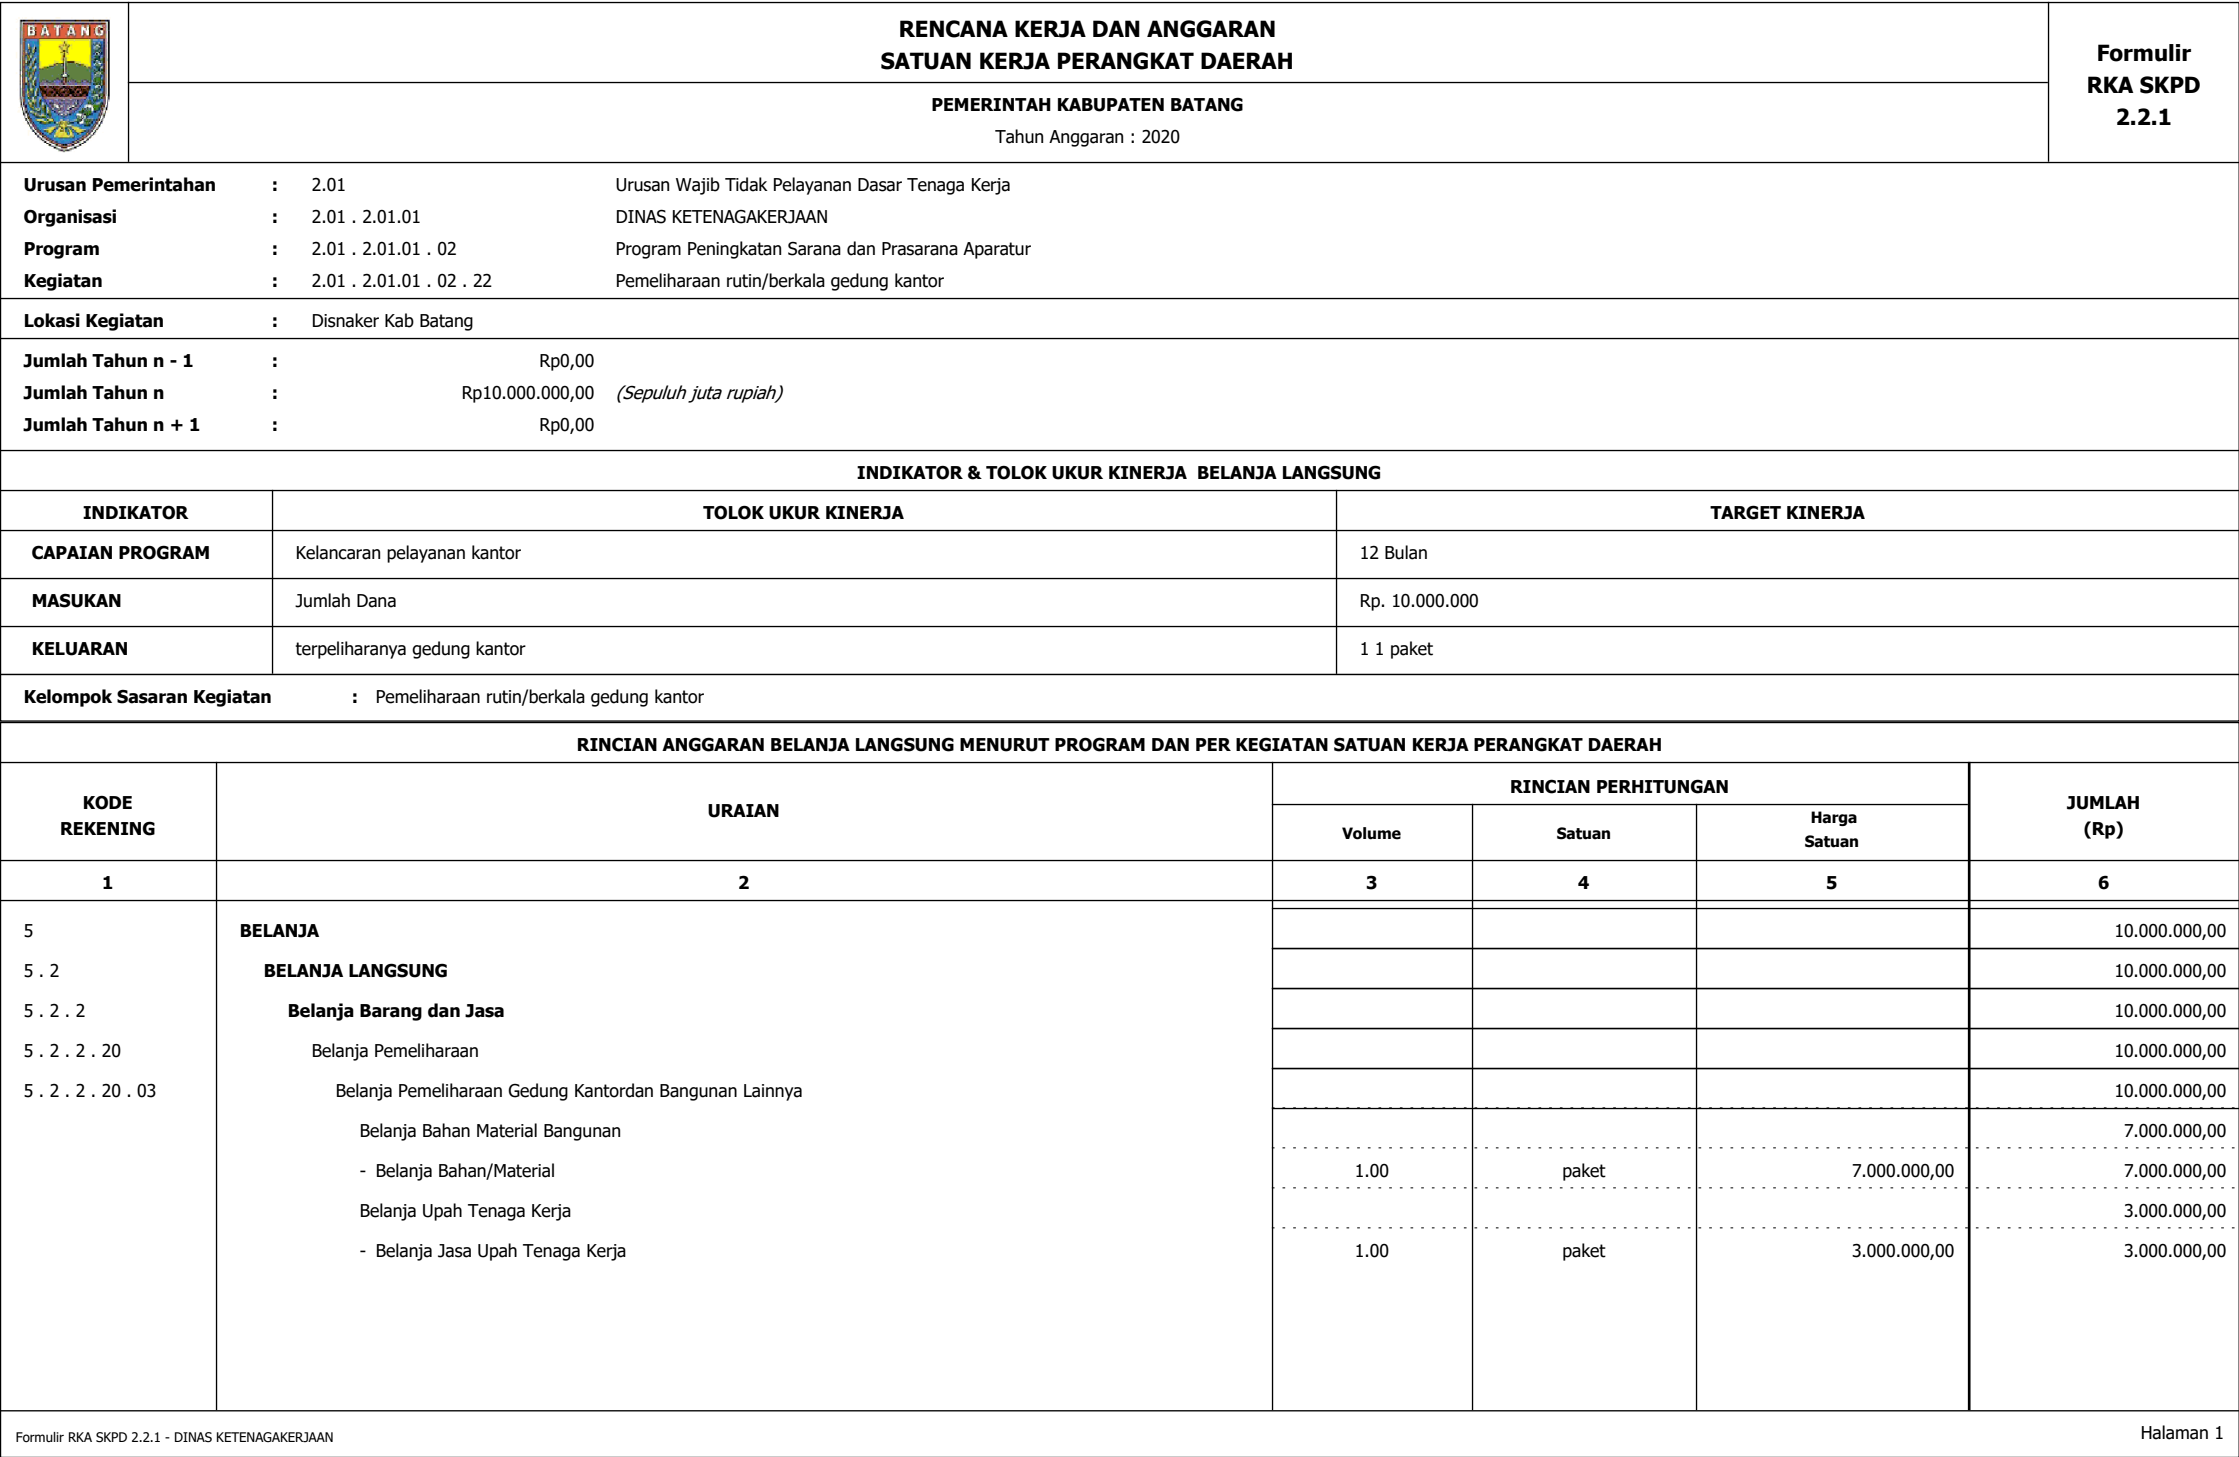 BATANG
RENCANA KERJA DAN ANGGARAN
SATUAN KERJA PERANGKAT DAERAH
PEMERINTAH KABUPATEN BATANG
Tahun Anggaran : 2020
Formulir
RKA SKPD
2.2.1
Urusan Pemerintahan : 2.01 Urusan Wajib Tidak Pelayanan Dasar Tenaga Kerja
Organisasi : 2.01 . 2.01.01 DINAS KETENAGAKERJAAN
Program : 2.01 . 2.01.01 . 02 Program Peningkatan Sarana dan Prasarana Aparatur
Kegiatan : 2.01 . 2.01.01 . 02 . 22 Pemeliharaan rutin/berkala gedung kantor
Lokasi Kegiatan : Disnaker Kab Batang
Jumlah Tahun n - 1 : Rp0,00
Jumlah Tahun n : Rp10.000.000,00 (Sepuluh juta rupiah)
Jumlah Tahun n + 1 : Rp0,00
INDIKATOR & TOLOK UKUR KINERJA BELANJA LANGSUNG
INDIKATOR TOLOK UKUR KINERJA TARGET KINERJA
CAPAIAN PROGRAM Kelancaran pelayanan kantor 12 Bulan
MASUKAN Jumlah Dana Rp. 10.000.000
KELUARAN terpeliharanya gedung kantor 1 1 paket
Kelompok Sasaran Kegiatan : Pemeliharaan rutin/berkala gedung kantor
RINCIAN ANGGARAN BELANJA LANGSUNG MENURUT PROGRAM DAN PER KEGIATAN SATUAN KERJA PERANGKAT DAERAH
KODE
REKENING
URAIAN
RINCIAN PERHITUNGAN
Volume Satuan Harga
Satuan
JUMLAH
(Rp)
1 2 3 4 5 6
5 BELANJA 10.000.000,00
5 . 2 BELANJA LANGSUNG 10.000.000,00
5 . 2 . 2 Belanja Barang dan Jasa 10.000.000,00
5 . 2 . 2 . 20 Belanja Pemeliharaan 10.000.000,00
5 . 2 . 2 . 20 . 03 Belanja Pemeliharaan Gedung Kantordan Bangunan Lainnya 10.000.000,00
Belanja Bahan Material Bangunan 7.000.000,00
- Belanja Bahan/Material 1.00 paket 7.000.000,00 7.000.000,00
Belanja Upah Tenaga Kerja 3.000.000,00
- Belanja Jasa Upah Tenaga Kerja 1.00 paket 3.000.000,00 3.000.000,00
Formulir RKA SKPD 2.2.1 - DINAS KETENAGAKERJAAN Halaman 1